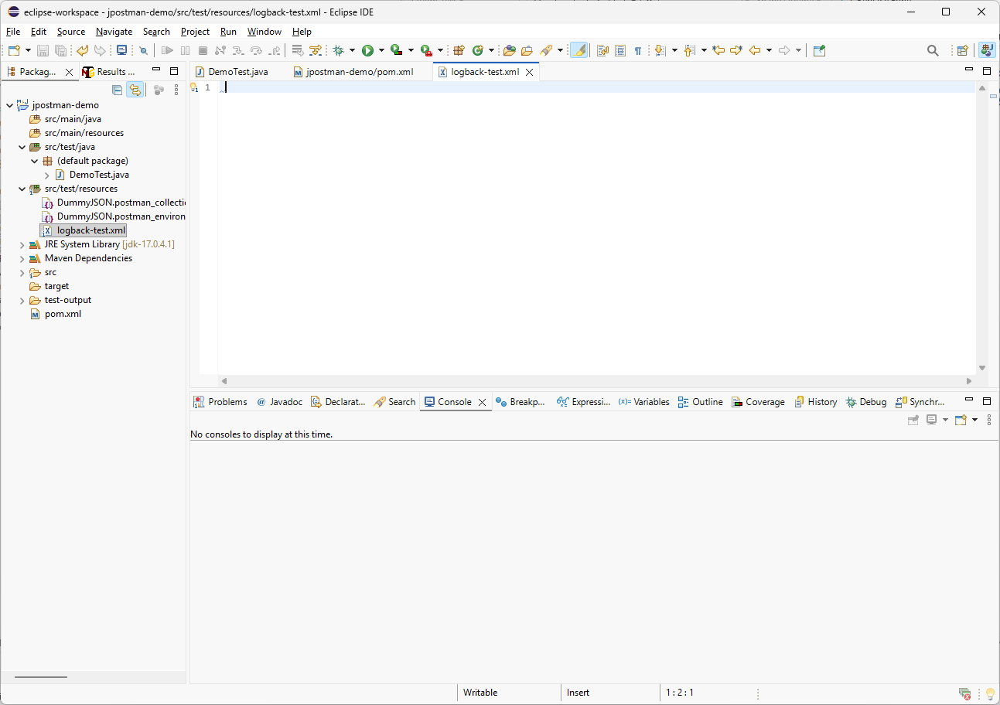 eclipse-workspace - jpostman-demo/src/test/resources/logback-test.xml - Eclipse IDE
File Edit Source Navigate Search Project Run Window Help
Packag... Results ... DemoTest.java jpostman-demo/pom.xml logback-test.xml
1
jpostman-demo
src/main/java
src/main/resources
src/test/java
(default package)
DemoTest.java
src/test/resources
DummyJSON.postman_collectio
DummyJSON.postman_environ
logback-test.xml
JRE System Library [jdk-17.0.4.1]
Maven Dependencies
src
target
test-output
pom.xml
Problems Javadoc Declarat... Search Console Breakp... Expressi... Variables Outline Coverage History Debug Synchr...
No consoles to display at this time.
Writable Insert 1 : 2 : 1